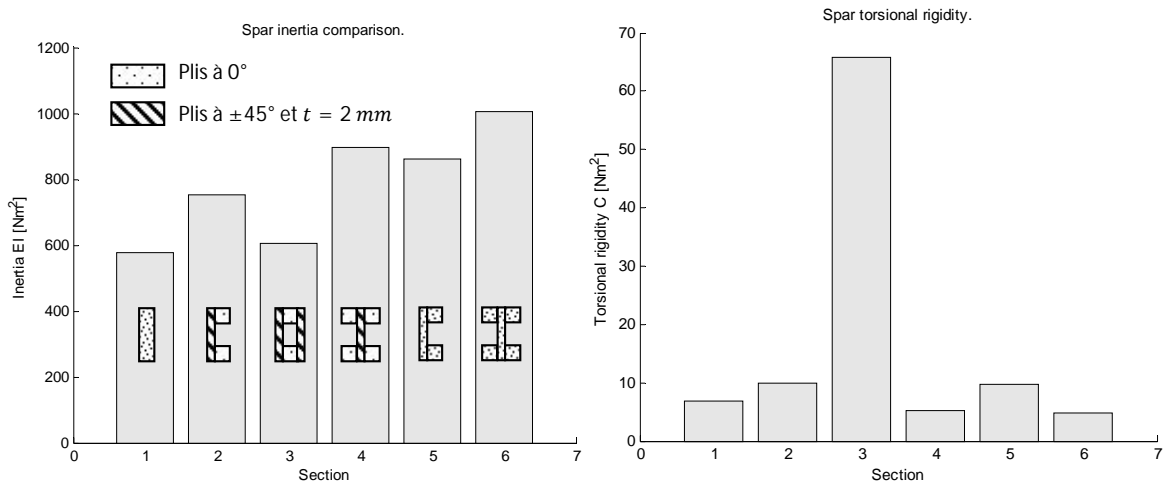 Spar inertia comparison.
1200
1000
800
600
400
200
0
Inertia EI [Nm²]
Plis à 0°
Plis à ±45° et t = 2 mm
0 1 2 3 4 5 6 7
Section
Spar torsional rigidity.
70
60
50
40
30
20
10
0
Torsional rigidity C [Nm²]
0 1 2 3 4 5 6 7
Section